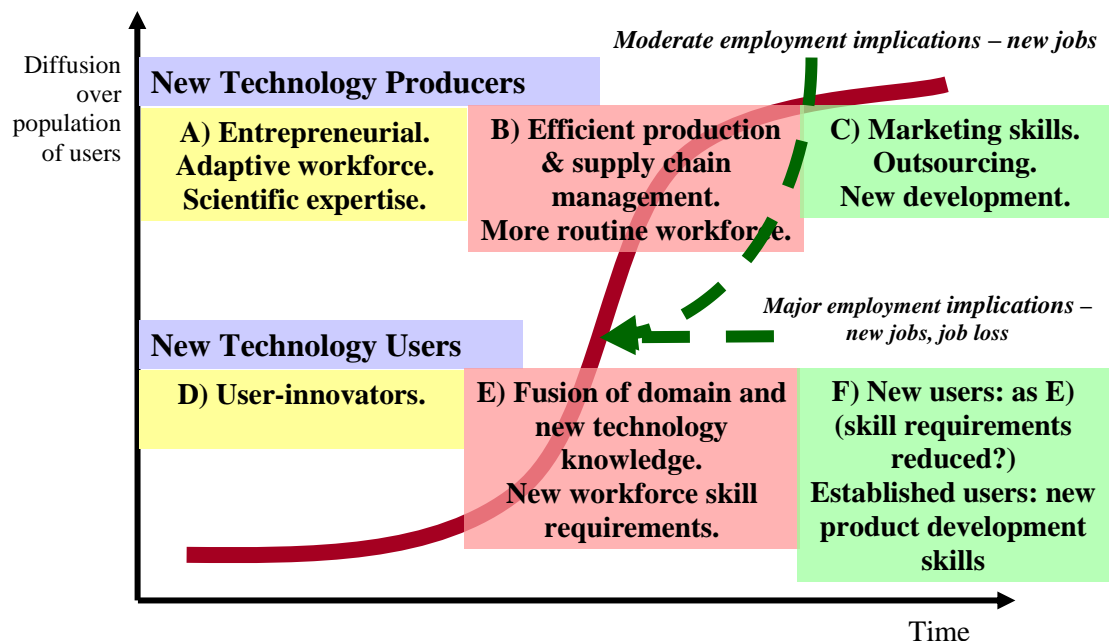 Moderate employment implications – new jobs
Diffusion
over
population
of users
New Technology Producers
A) Entrepreneurial.
Adaptive workforce.
Scientific expertise.
B) Efficient production
& supply chain
management.
More routine workforce.
C) Marketing skills.
Outsourcing.
New development.
Major employment implications –
new jobs, job loss
New Technology Users
D) User-innovators.
E) Fusion of domain and
new technology
knowledge.
New workforce skill
requirements.
F) New users: as E)
(skill requirements
reduced?)
Established users: new
product development
skills
Time